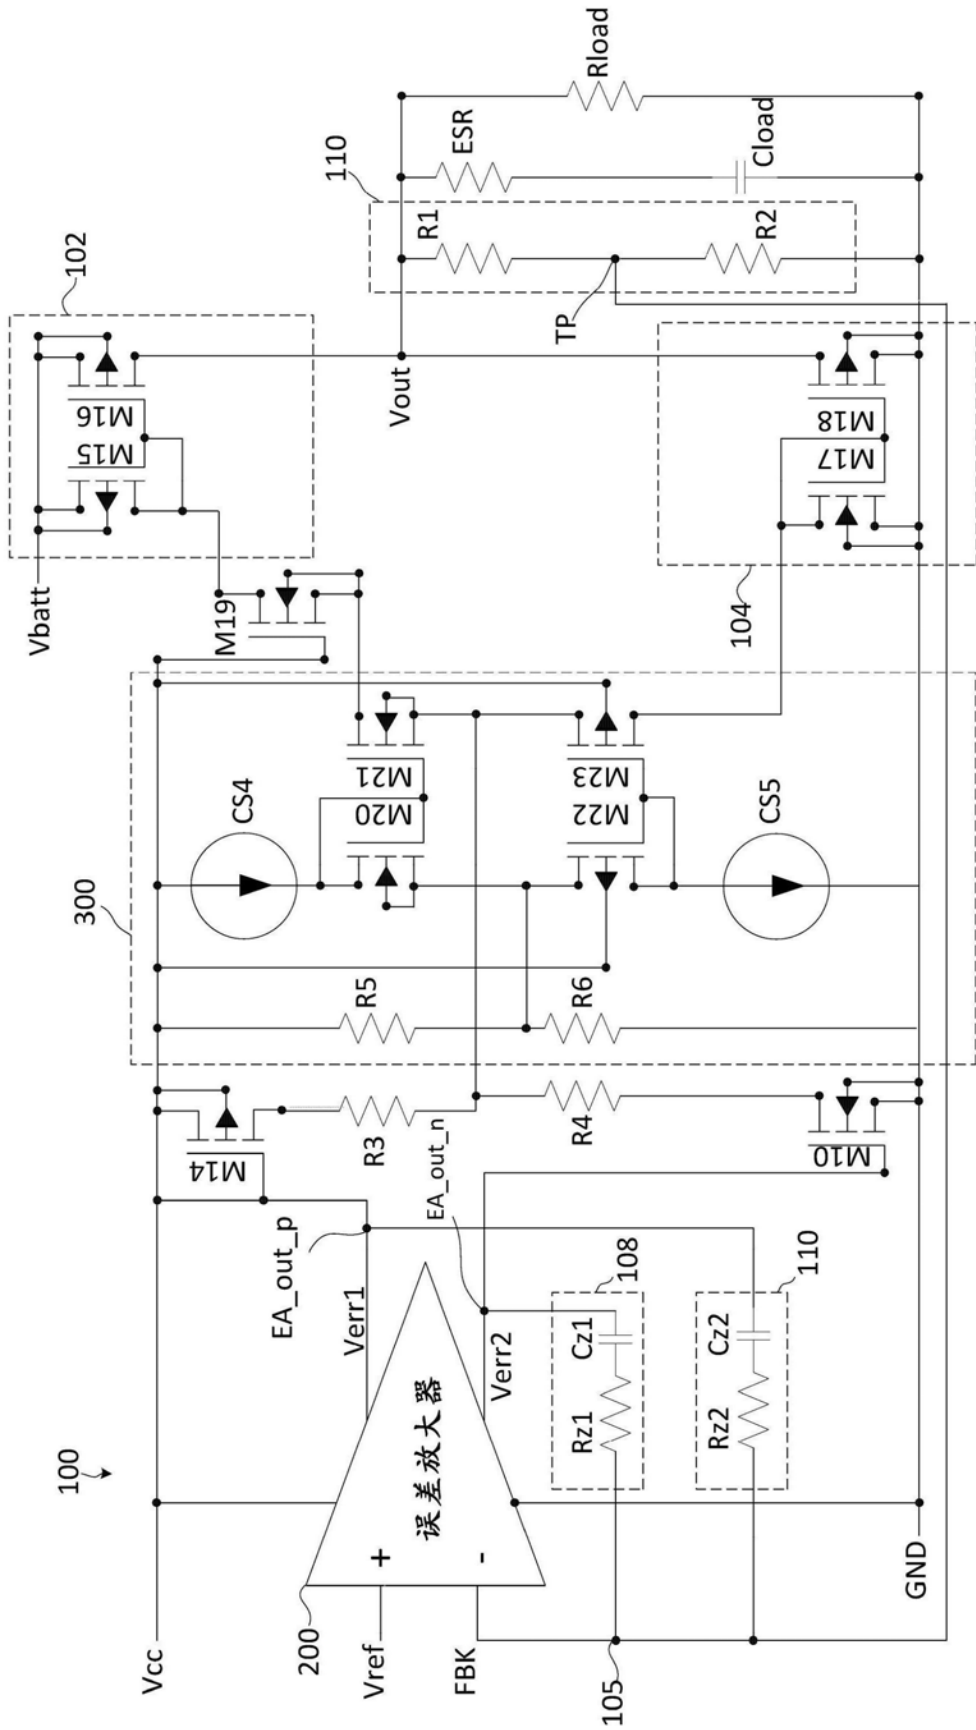 100
Vcc
200
Vref
FBK
105
GND
误差放大器
+
-
Verr1
EA_out_p
Verr2
EA_out_n
Rz1
Cz1
108
Rz2
Cz2
110
M14
R3
R4
M10
300
R5
R6
CS4
M20
M21
M22
M23
CS5
M19
Vbatt
102
M15
M16
Vout
104
M17
M18
TP
110
R1
R2
ESR
Cload
Rload